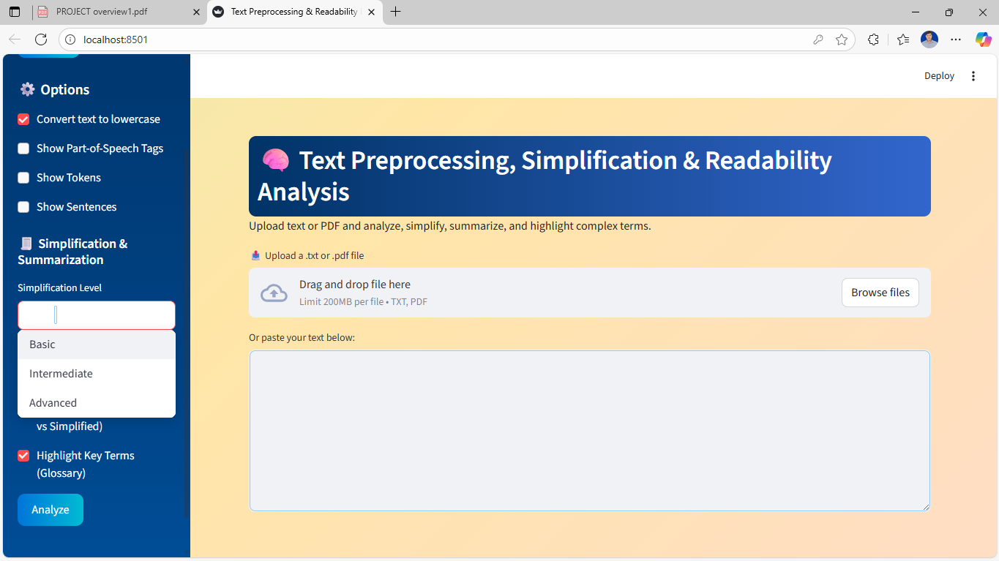 PROJECT overview1.pdf
Text Preprocessing & Readability
localhost:8501
Deploy
Options
Convert text to lowercase
Show Part-of-Speech Tags
Show Tokens
Show Sentences
Simplification &
Summarization
Simplification Level
Basic
Intermediate
Advanced
vs Simplified)
Highlight Key Terms
(Glossary)
Analyze
Text Preprocessing, Simplification & Readability
Analysis
Upload text or PDF and analyze, simplify, summarize, and highlight complex terms.
Upload a .txt or .pdf file
Drag and drop file here
Limit 200MB per file • TXT, PDF
Browse files
Or paste your text below: